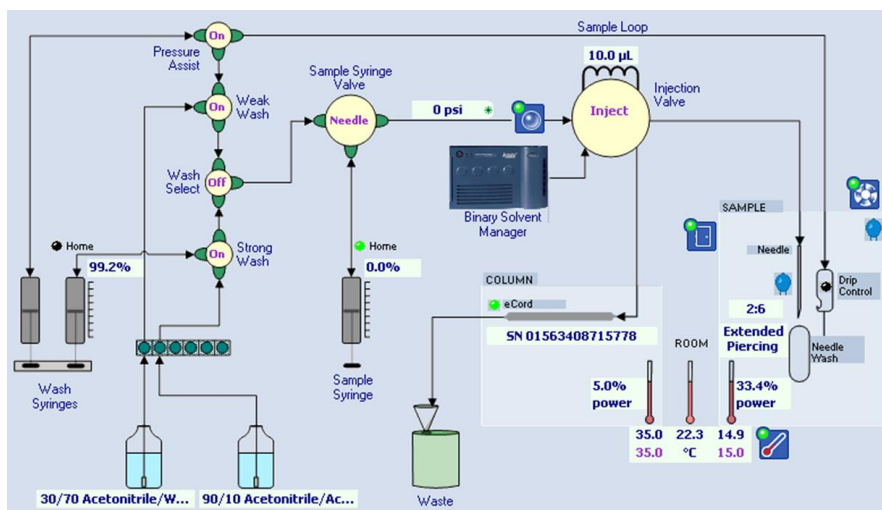 On
Pressure
Assist
Sample Loop
10.0 µL
On
Weak
Wash
Sample Syringe
Valve
Needle
0 psi
Inject
Injection
Valve
Wash
Select
Off
Binary Solvent
Manager
SAMPLE
On
Strong
Wash
Home
99.2%
Home
0.0%
Needle
Drip
Control
COLUMN
eCord
2:6
SN 01563408715778
ROOM
Extended
Piercing
Needle
Wash
Wash
Syringes
Sample
Syringe
5.0%
power
33.4%
power
35.0 22.3 14.9
35.0 °C 15.0
30/70 Acetonitrile/W...
90/10 Acetonitrile/Ac...
Waste